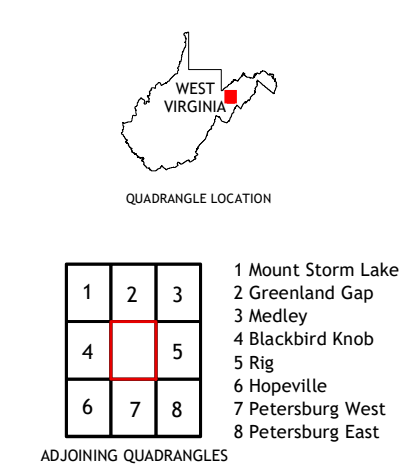 WEST
VIRGINIA
QUADRANGLE LOCATION
1 2 3
4 5
6 7 8
1 Mount Storm Lake
2 Greenland Gap
3 Medley
4 Blackbird Knob
5 Rig
6 Hopeville
7 Petersburg West
8 Petersburg East
ADJOINING QUADRANGLES